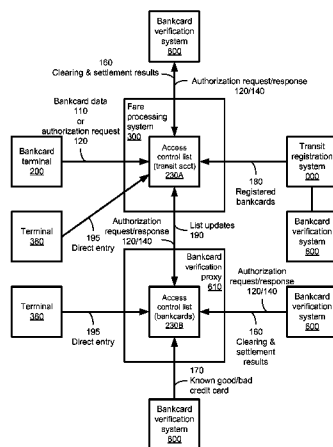 Bankcard
verification
system
600
160
Clearing & settlement results
Authorization request/response
120/140
Bankcard data
110
or
authorization request
120
Fare processing
system
300
Bankcard
terminal
200
Access
control list
(transit acct)
230A
Transit
registration
system
180
Registered
bankcards
Terminal
380
195
Direct entry
Authorization
request/response
120/140
List updates
190
Bankcard
verification
system
600
Bankcard
verification
proxy
610
Authorization
request/response
120/140
Terminal
380
195
Direct entry
Access
control list
(bankcards)
230B
Bankcard
verification
system
600
160
Clearing &
settlement
results
170
Known good/bad
credit card
Bankcard
verification
system
600